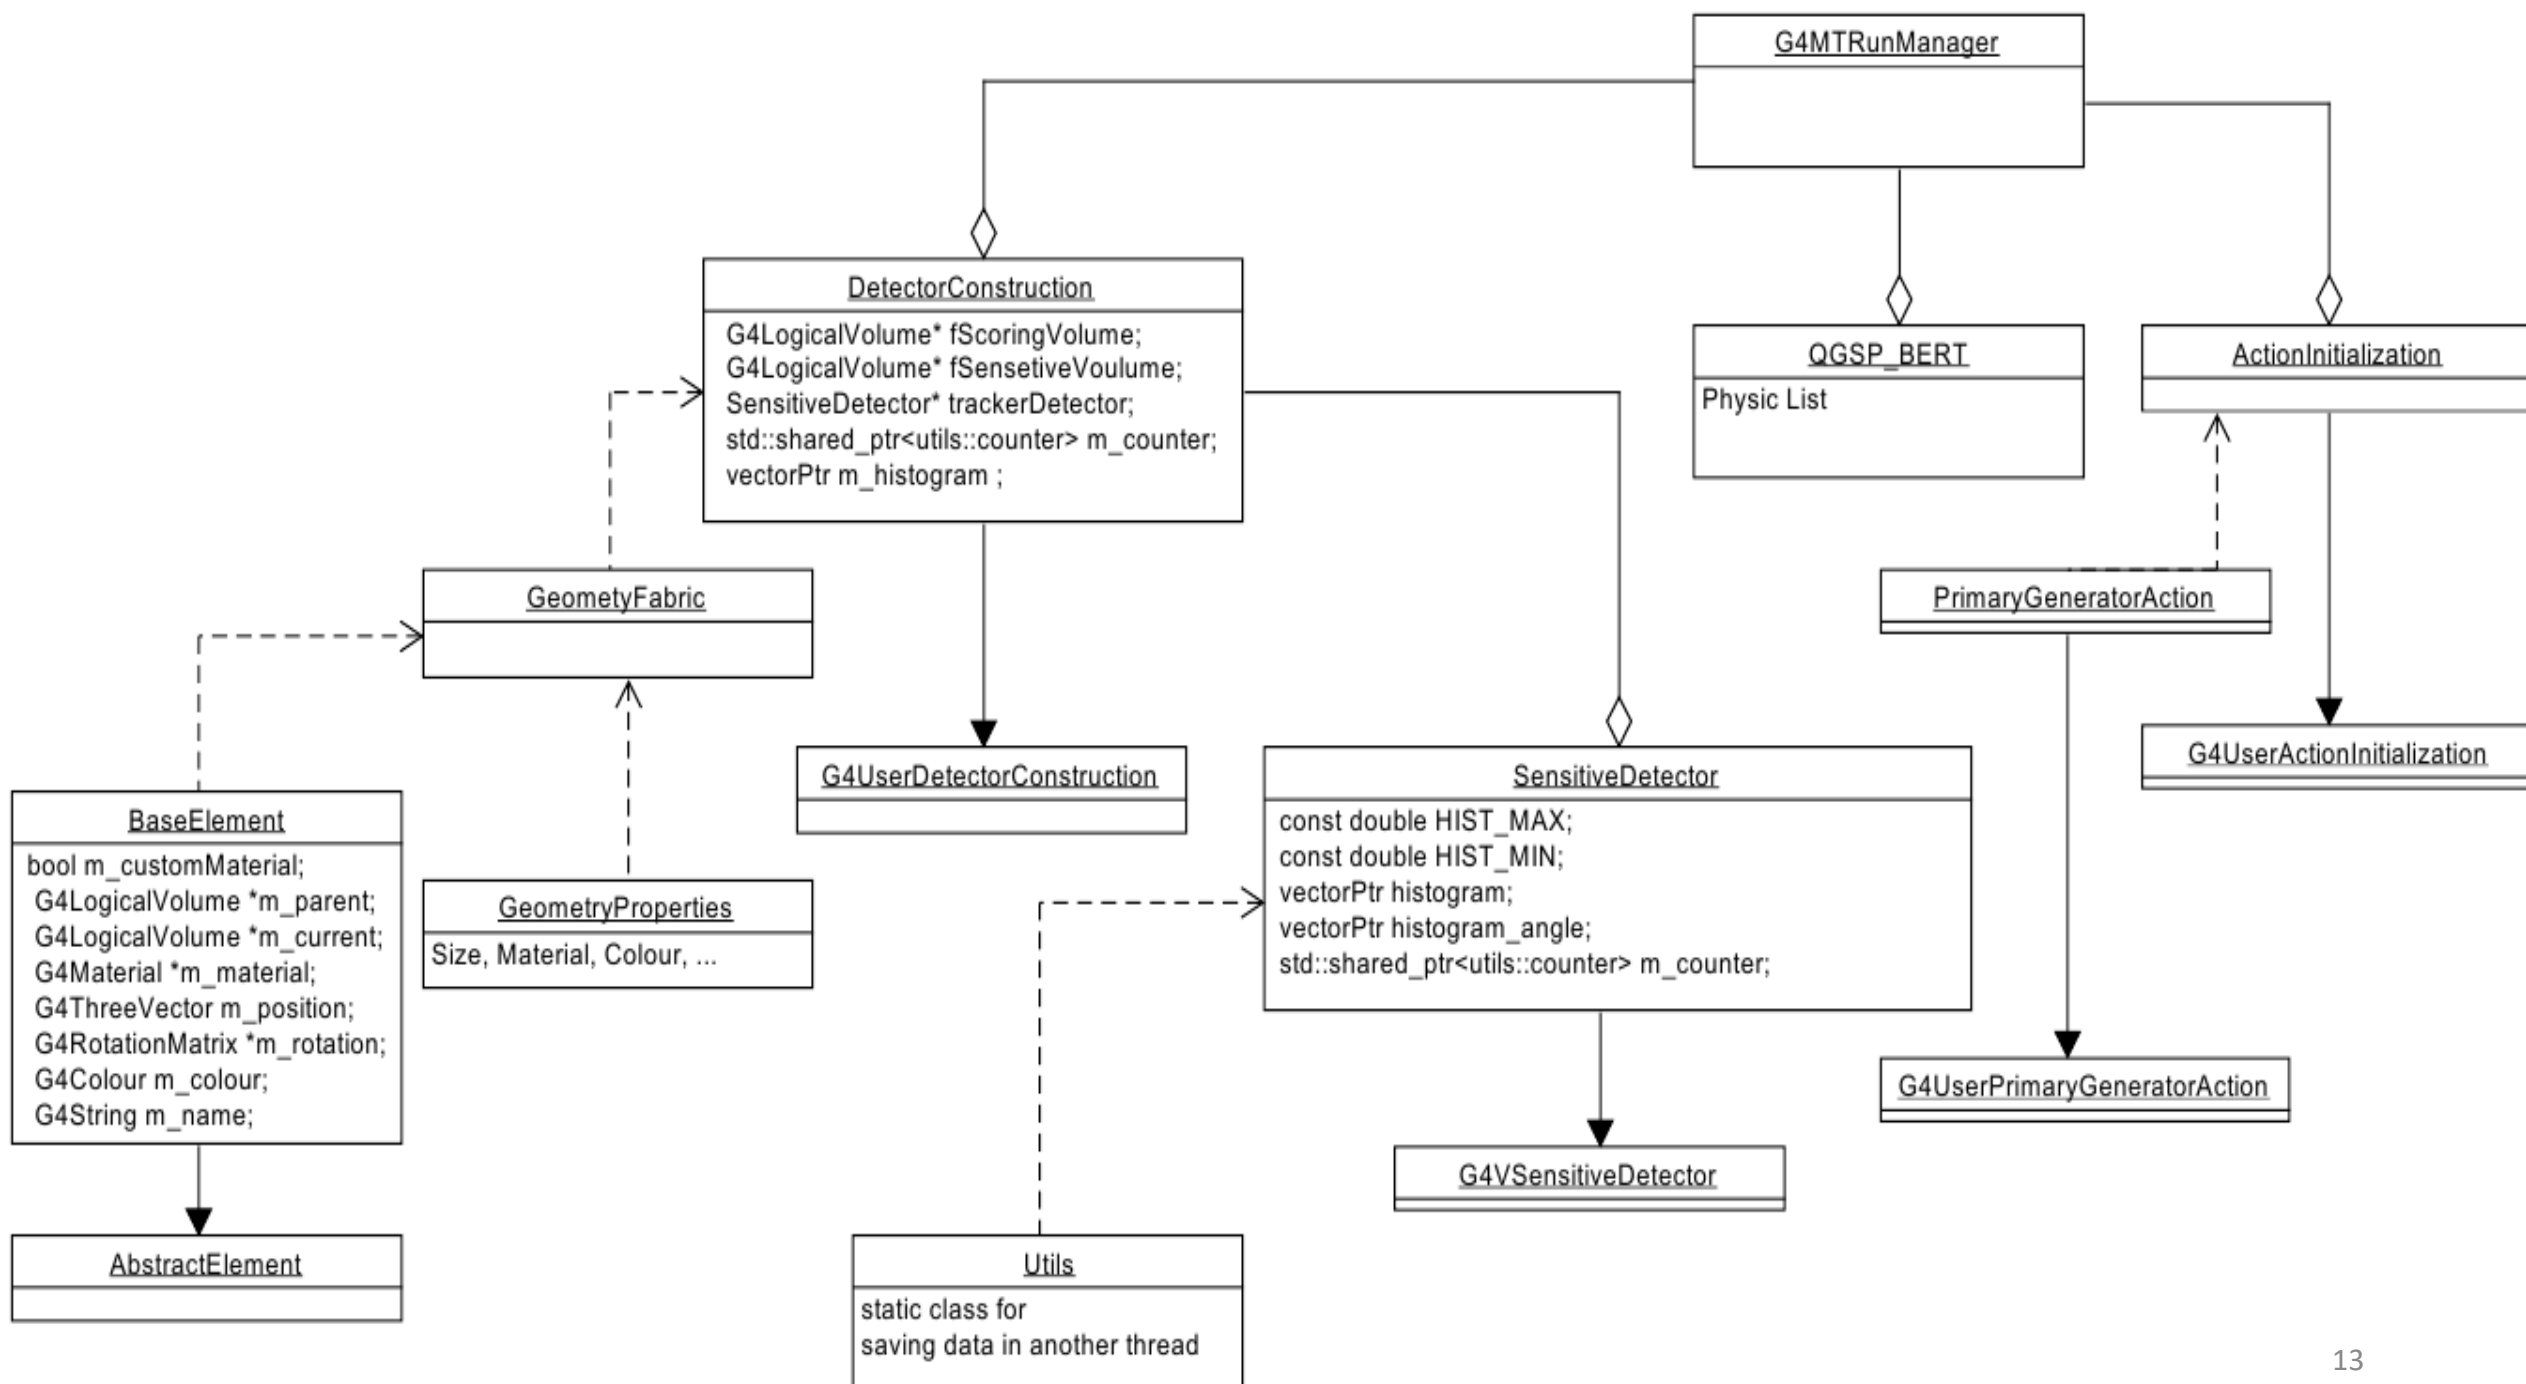 G4MTRunManager
DetectorConstruction
G4LogicalVolume* fScoringVolume;
G4LogicalVolume* fSensetiveVoulume;
SensitiveDetector* trackerDetector;
std::shared_ptr<utils::counter> m_counter;
vectorPtr m_histogram ;
QGSP_BERT
Physic List
ActionInitialization
GeometyFabric
PrimaryGeneratorAction
G4UserDetectorConstruction
SensitiveDetector
const double HIST_MAX;
const double HIST_MIN;
vectorPtr histogram;
vectorPtr histogram_angle;
std::shared_ptr<utils::counter> m_counter;
G4UserActionInitialization
BaseElement
bool m_customMaterial;
G4LogicalVolume *m_parent;
G4LogicalVolume *m_current;
G4Material *m_material;
G4ThreeVector m_position;
G4RotationMatrix *m_rotation;
G4Colour m_colour;
G4String m_name;
GeometryProperties
Size, Material, Colour, ...
G4UserPrimaryGeneratorAction
G4VSensitiveDetector
AbstractElement
Utils
static class for
saving data in another thread
13